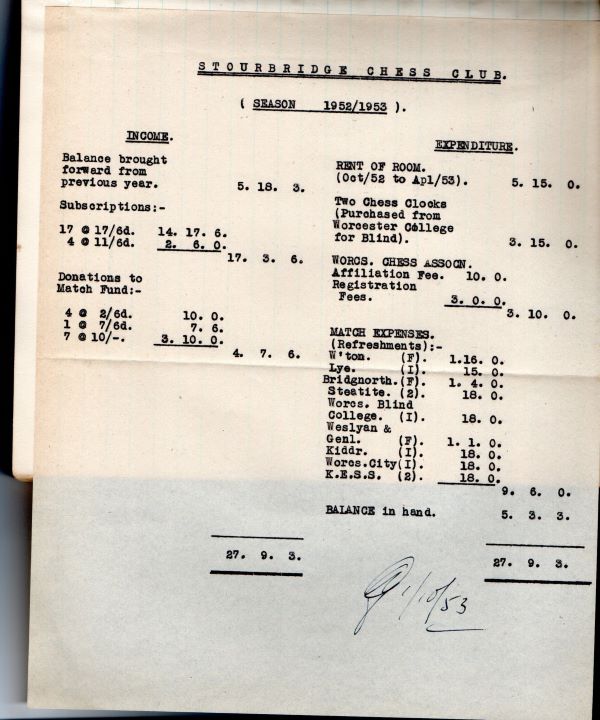 STOURBRIDGE CHESS CLUB.
( SEASON 1952/1953 ).
INCOME.
Balance brought
forward from
previous year. 5. 18. 3.
Subscriptions:-
17 @ 17/6d. 14. 17. 6.
4 @ 11/6d. 2. 6. 0.
17. 3. 6.
Donations to
Match Fund:-
4 @ 2/6d. 10. 0.
1 @ 7/6d. 7. 6.
7 @ 10/-. 3. 10. 0.
4. 7. 6.
27. 9. 3.
EXPENDITURE.
RENT OF ROOM.
(Oct/52 to Apl/53). 5. 15. 0.
Two Chess Clocks
(Purchased from
Worcester College
for Blind). 3. 15. 0.
WORCS. CHESS ASSOCN.
Affiliation Fee. 10. 0.
Registration
Fees. 3. 0. 0.
3. 10. 0.
MATCH EXPENSES.
(Refreshments):-
W'ton. (F). 1.16. 0.
Lye. (I). 15. 0.
Bridgnorth.(F). 1. 4. 0.
Steatite. (2). 18. 0.
Worcs. Blind
College. (I). 18. 0.
Weslyan &
Genl. (F). 1. 1. 0.
Kiddr. (I). 18. 0.
Worcs.City(I). 18. 0.
K.E.S.S. (2). 18. 0.
9. 6. 0.
BALANCE in hand. 5. 3. 3.
27. 9. 3.
1/10/53